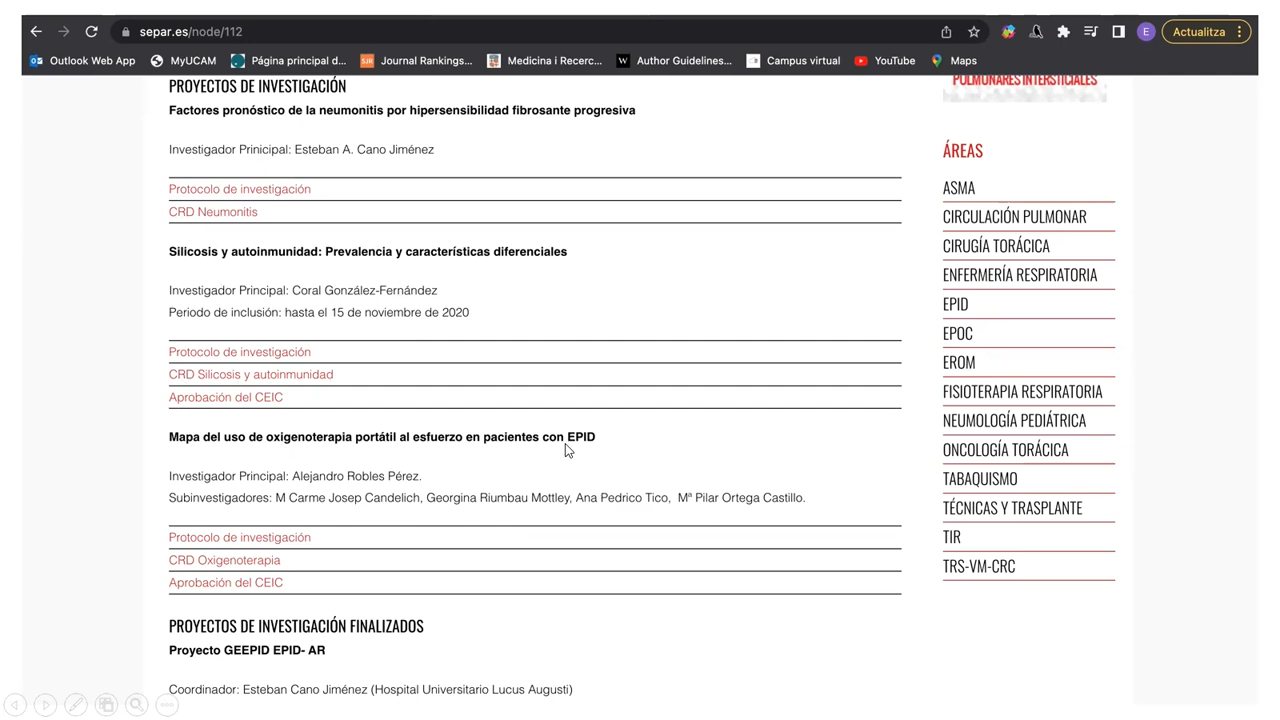 separ.es/node/112
E
Actualitza
Outlook Web App
MyUCAM
Página principal d...
SJR
Journal Rankings...
Medicina i Recerc...
W
Author Guidelines...
Campus virtual
YouTube
Maps
PROYECTOS DE INVESTIGACIÓN
Factores pronóstico de la neumonitis por hipersensibilidad fibrosante progresiva
Investigador Prinicipal: Esteban A. Cano Jiménez
Protocolo de investigación
CRD Neumonitis
Silicosis y autoinmunidad: Prevalencia y características diferenciales
Investigador Principal: Coral González-Fernández
Periodo de inclusión: hasta el 15 de noviembre de 2020
Protocolo de investigación
CRD Silicosis y autoinmunidad
Aprobación del CEIC
Mapa del uso de oxigenoterapia portátil al esfuerzo en pacientes con EPID
Investigador Principal: Alejandro Robles Pérez.
Subinvestigadores: M Carme Josep Candelich, Georgina Riumbau Mottley, Ana Pedrico Tico, Mª Pilar Ortega Castillo.
Protocolo de investigación
CRD Oxigenoterapia
Aprobación del CEIC
PROYECTOS DE INVESTIGACIÓN FINALIZADOS
Proyecto GEEPID EPID- AR
Coordinador: Esteban Cano Jiménez (Hospital Universitario Lucus Augusti)
PULMONARES INTERSTICIALES
ÁREAS
ASMA
CIRCULACIÓN PULMONAR
CIRUGÍA TORÁCICA
ENFERMERÍA RESPIRATORIA
EPID
EPOC
EROM
FISIOTERAPIA RESPIRATORIA
NEUMOLOGÍA PEDIÁTRICA
ONCOLOGÍA TORÁCICA
TABAQUISMO
TÉCNICAS Y TRASPLANTE
TIR
TRS-VM-CRC